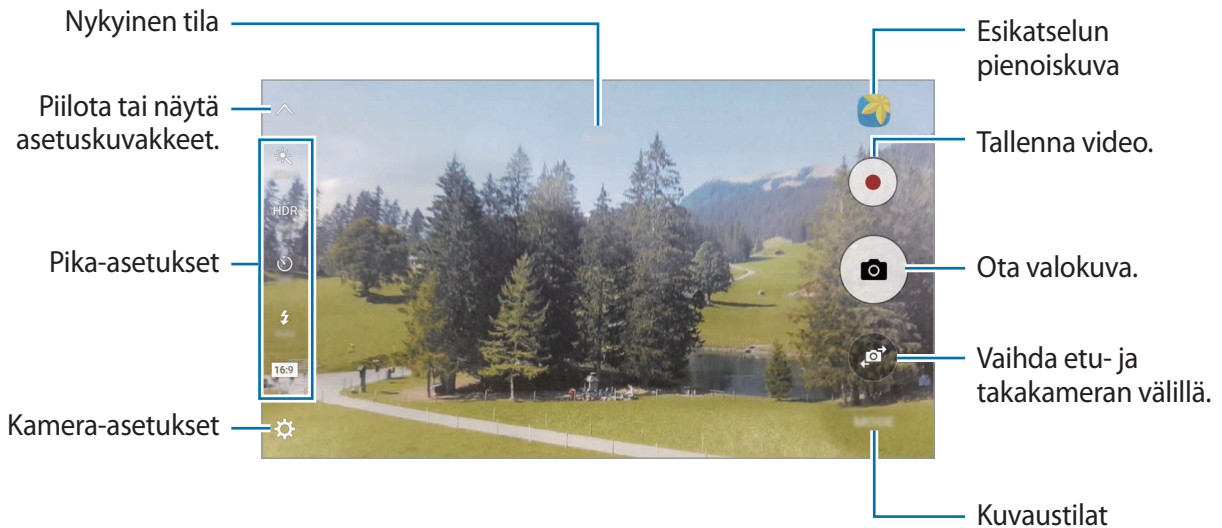 Nykyinen tila
Piilota tai näytä
asetuskuvakkeet.
Pika-asetukset
Kamera-asetukset
HDR
16:9
Esikatselun
pienoiskuva
Tallenna video.
Ota valokuva.
Vaihda etu- ja
takakameran välillä.
Kuvaustilat